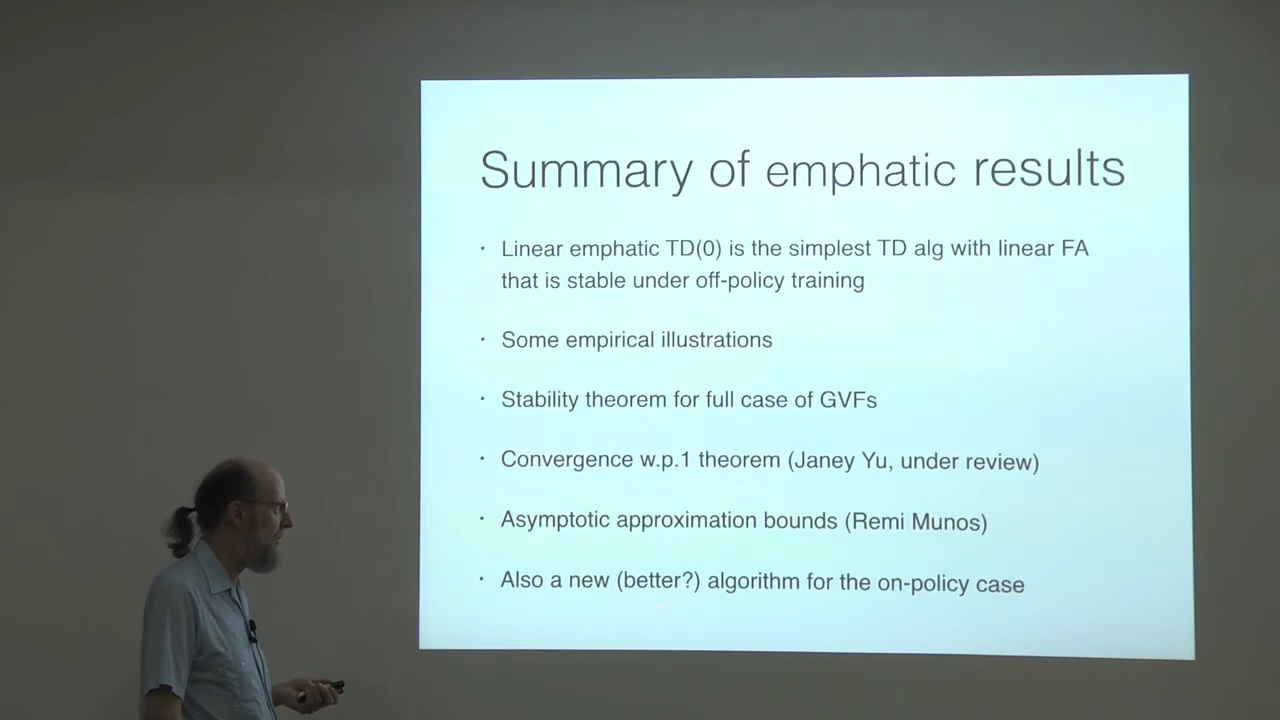 Summary of emphatic results
· Linear emphatic TD(0) is the simplest TD alg with linear FA
that is stable under off-policy training
· Some empirical illustrations
· Stability theorem for full case of GVFs
· Convergence w.p.1 theorem (Janey Yu, under review)
· Asymptotic approximation bounds (Remi Munos)
· Also a new (better?) algorithm for the on-policy case